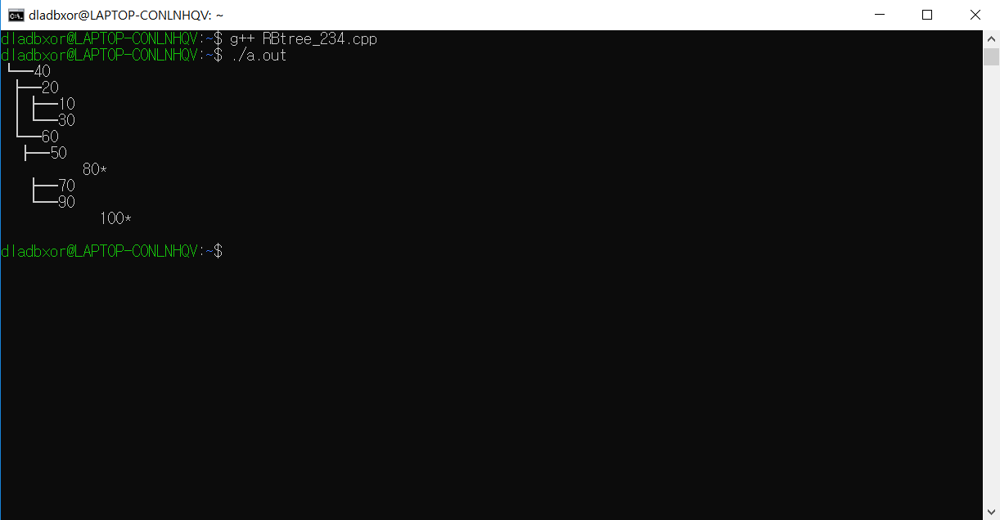 dladbxor@LAPTOP-CONLNHQV: ~
dladbxor@LAPTOP-CONLNHQV:~$ g++ RBtree_234.cpp
dladbxor@LAPTOP-CONLNHQV:~$ ./a.out
└──40
 ├──20
 │ ├──10
 │ └──30
 └──60
  ├──50
         80*
   ├──70
   └──90
           100*
dladbxor@LAPTOP-CONLNHQV:~$